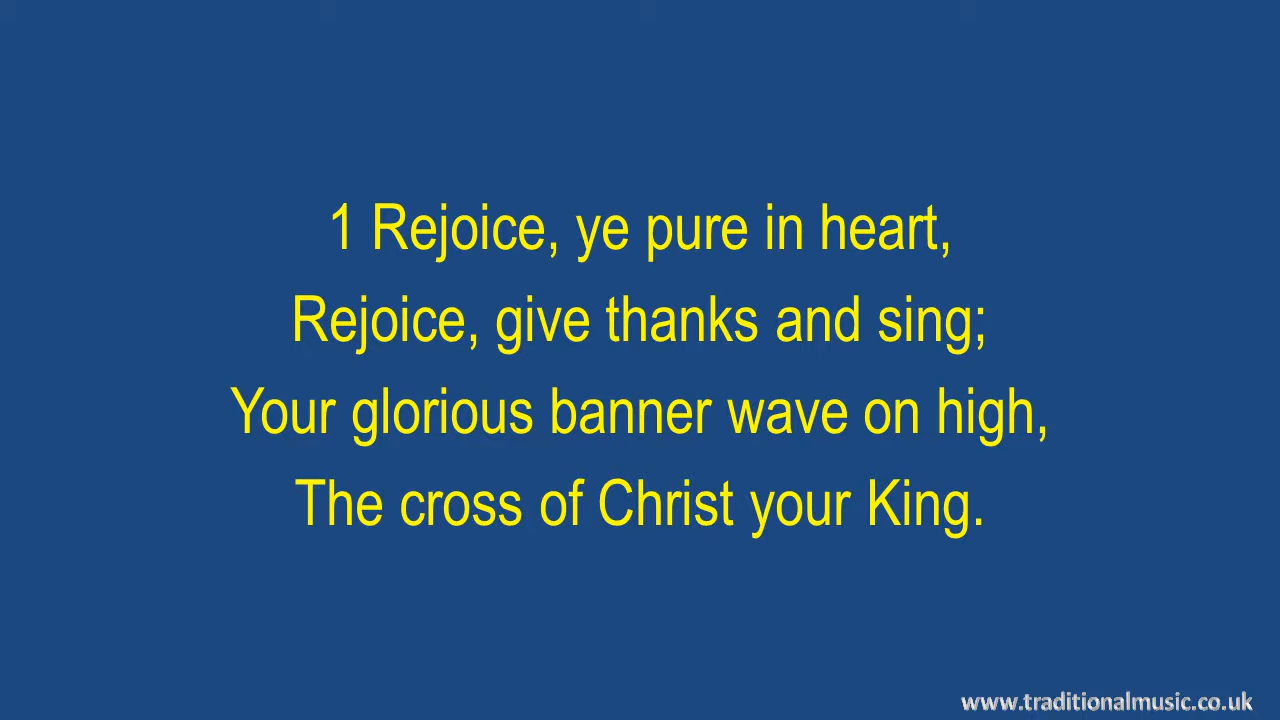 1 Rejoice, ye pure in heart,
Rejoice, give thanks and sing;
Your glorious banner wave on high,
The cross of Christ your King.
www.traditionalmusic.co.uk